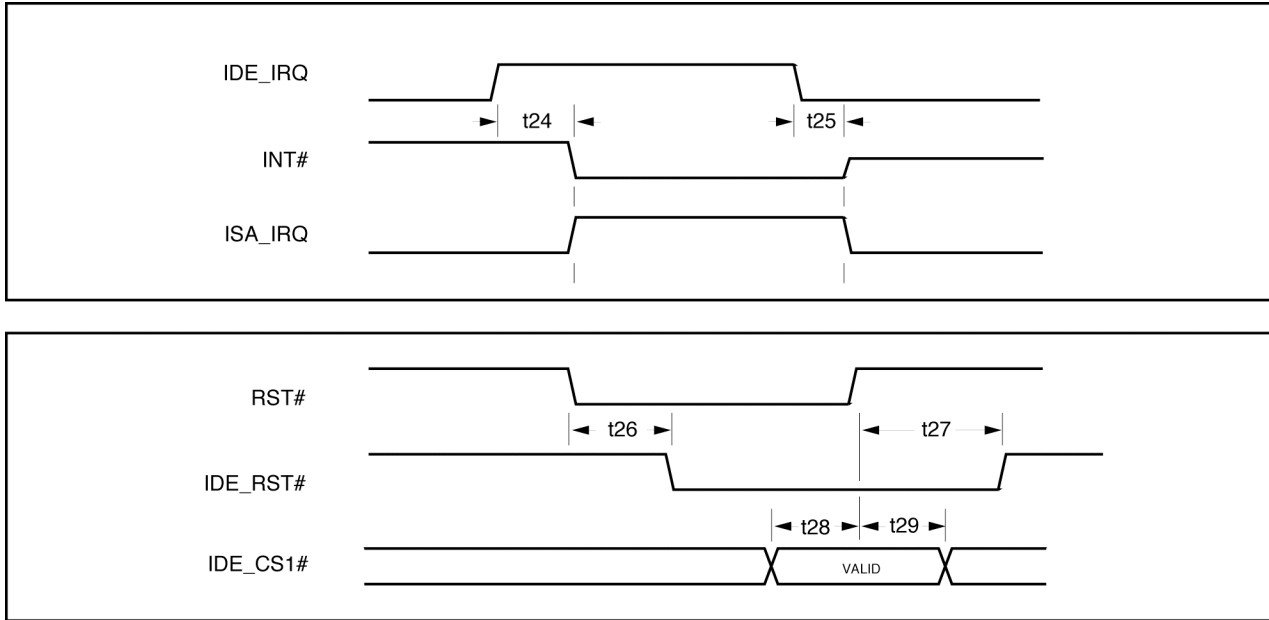 IDE_IRQ
t24
t25
INT#
ISA_IRQ
RST#
t26
t27
IDE_RST#
t28
t29
IDE_CS1#
VALID